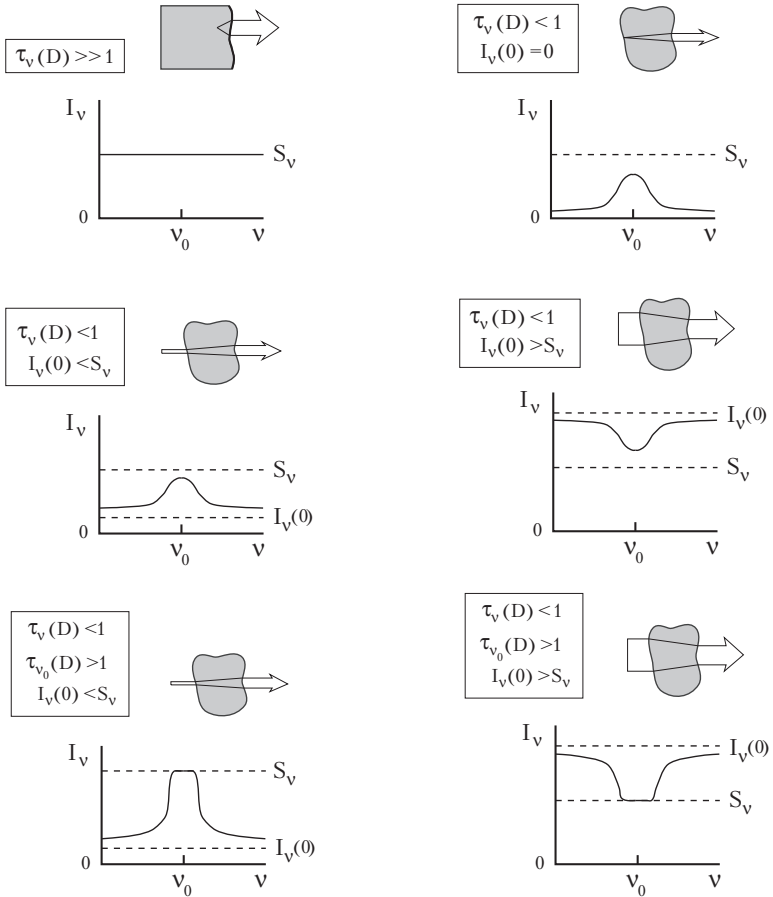 τν(D) >> 1
Iν
Sν
0
ν0
ν
τν(D) < 1
Iν(0) = 0
Iν
Sν
0
ν0
ν
τν(D) < 1
Iν(0) < Sν
Iν
Sν
Iν(0)
0
ν0
ν
τν(D) < 1
Iν(0) > Sν
Iν
Iν(0)
Sν
0
ν0
ν
τν(D) < 1
τν0(D) > 1
Iν(0) < Sν
Iν
Sν
Iν(0)
0
ν0
ν
τν(D) < 1
τν0(D) > 1
Iν(0) > Sν
Iν
Iν(0)
Sν
0
ν0
ν